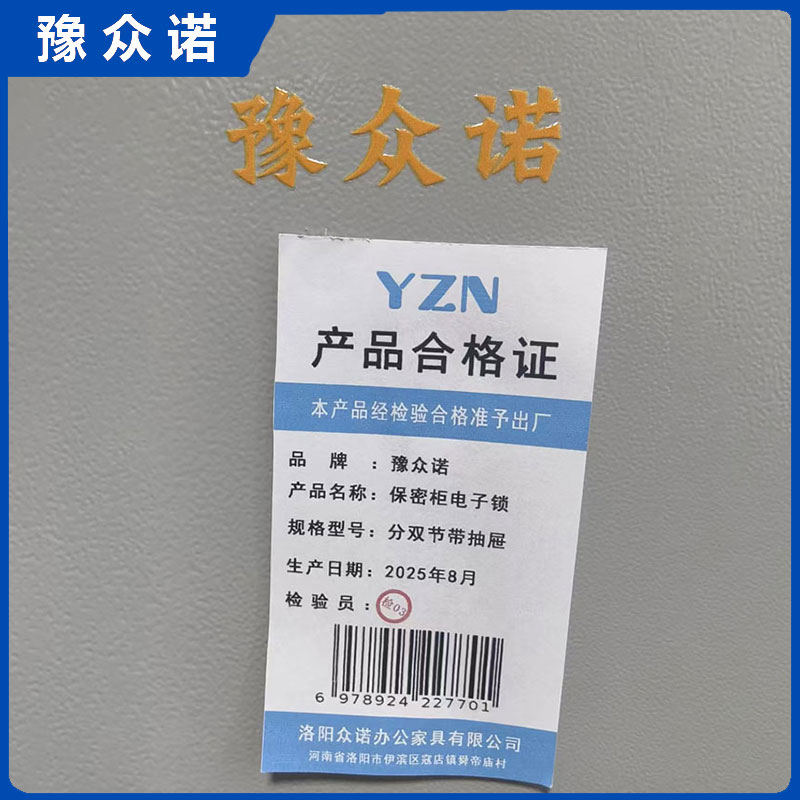 豫众诺
豫众诺
YZN
产品合格证
本产品经检验合格准予出厂
品 牌 ：豫众诺
产品名称：保密柜电子锁
规格型号：分双节带抽屉
生产日期：2025年8月
检 验 员 ：检03
6 978924 227701
洛阳众诺办公家具有限公司
河南省洛阳市伊滨区寇店镇舜帝庙村